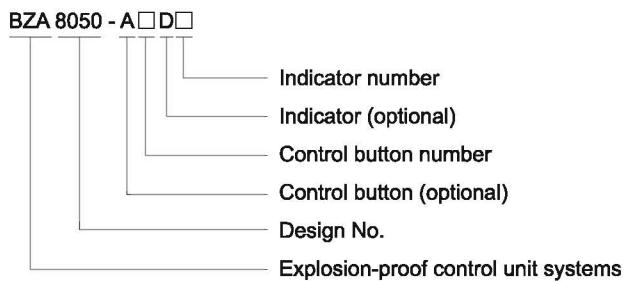 BZA 8050 - A□D□
Indicator number
Indicator (optional)
Control button number
Control button (optional)
Design No.
Explosion-proof control unit systems